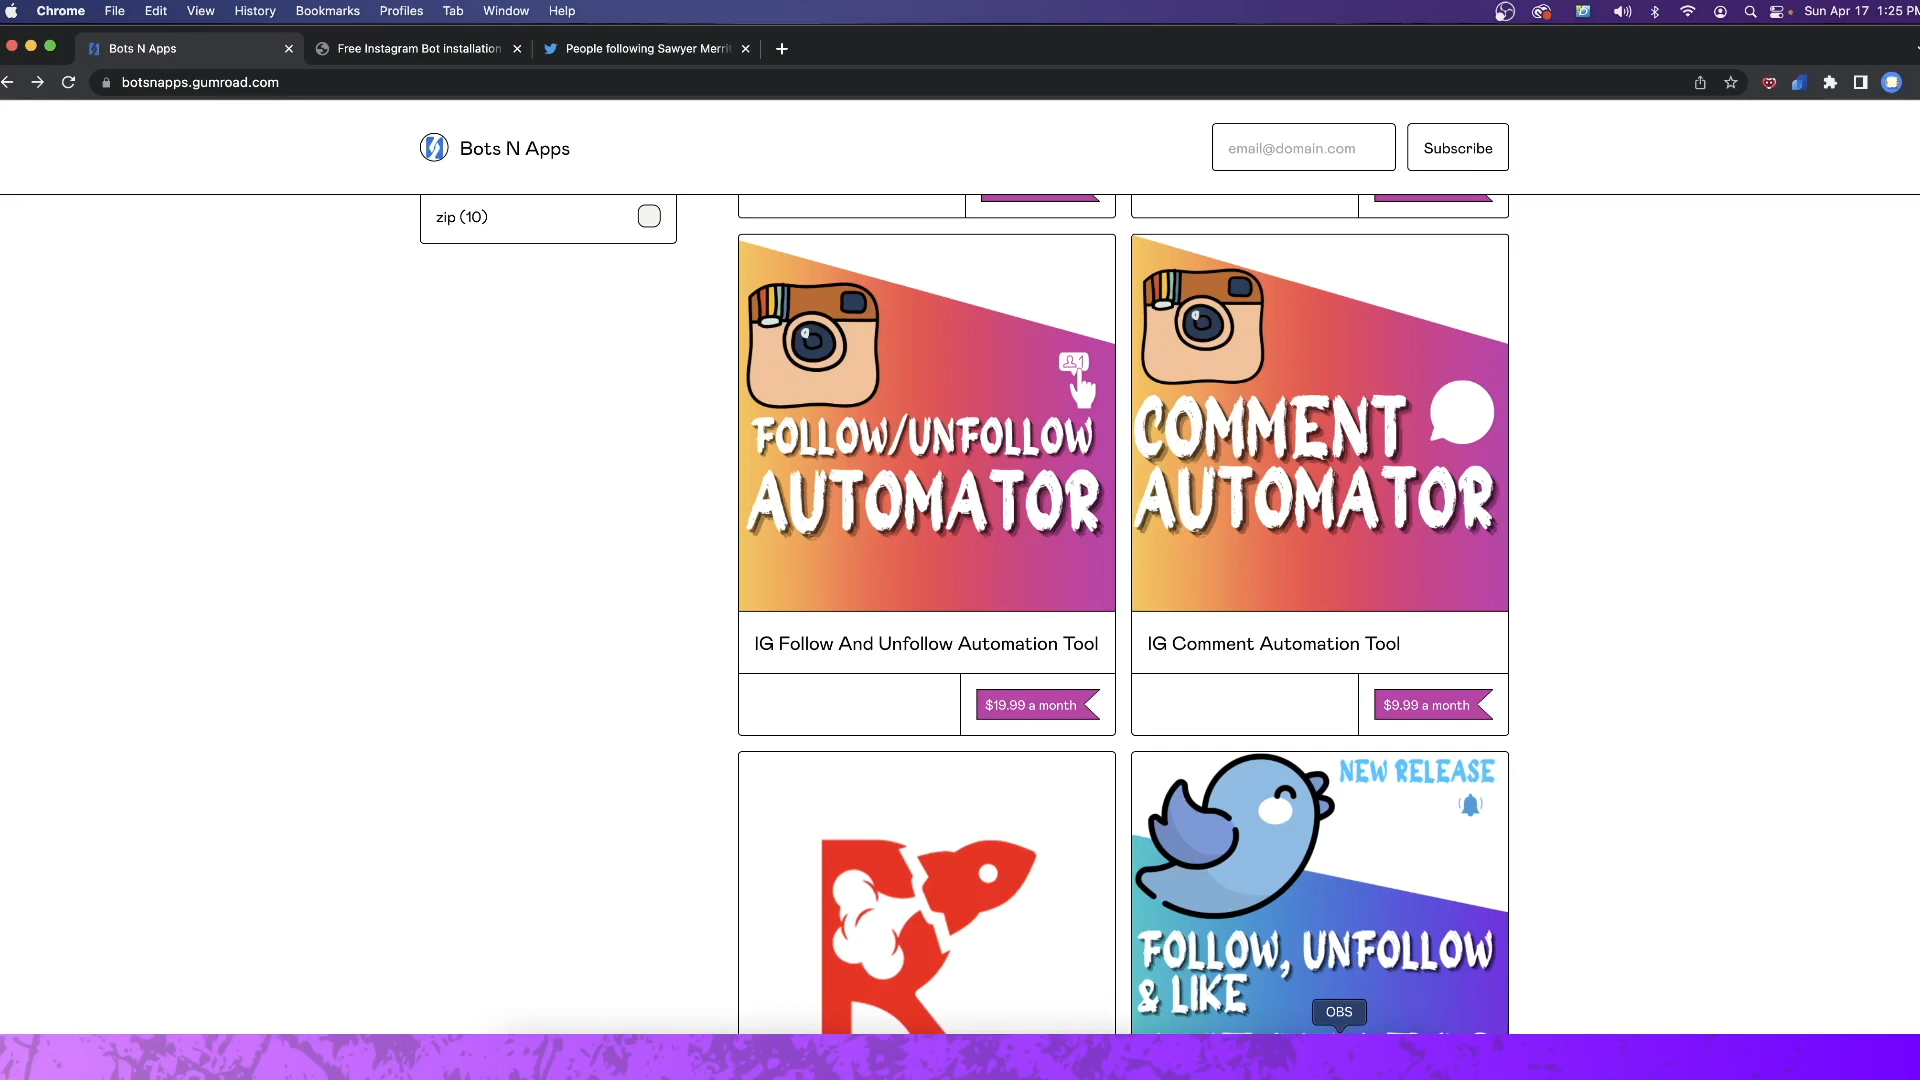 Chrome File Edit View History Bookmarks Profiles Tab Window Help Sun Apr 17 1:25 PM
Bots N Apps Free Instagram Bot installation People following Sawyer Merri
botsnapps.gumroad.com
Bots N Apps email@domain.com Subscribe
zip (10)
FOLLOW/UNFOLLOW
AUTOMATOR
1
COMMENT
AUTOMATOR
IG Follow And Unfollow Automation Tool
IG Comment Automation Tool
$19.99 a month
$9.99 a month
NEW RELEASE
FOLLOW, UNFOLLOW
& LIKE
OBS